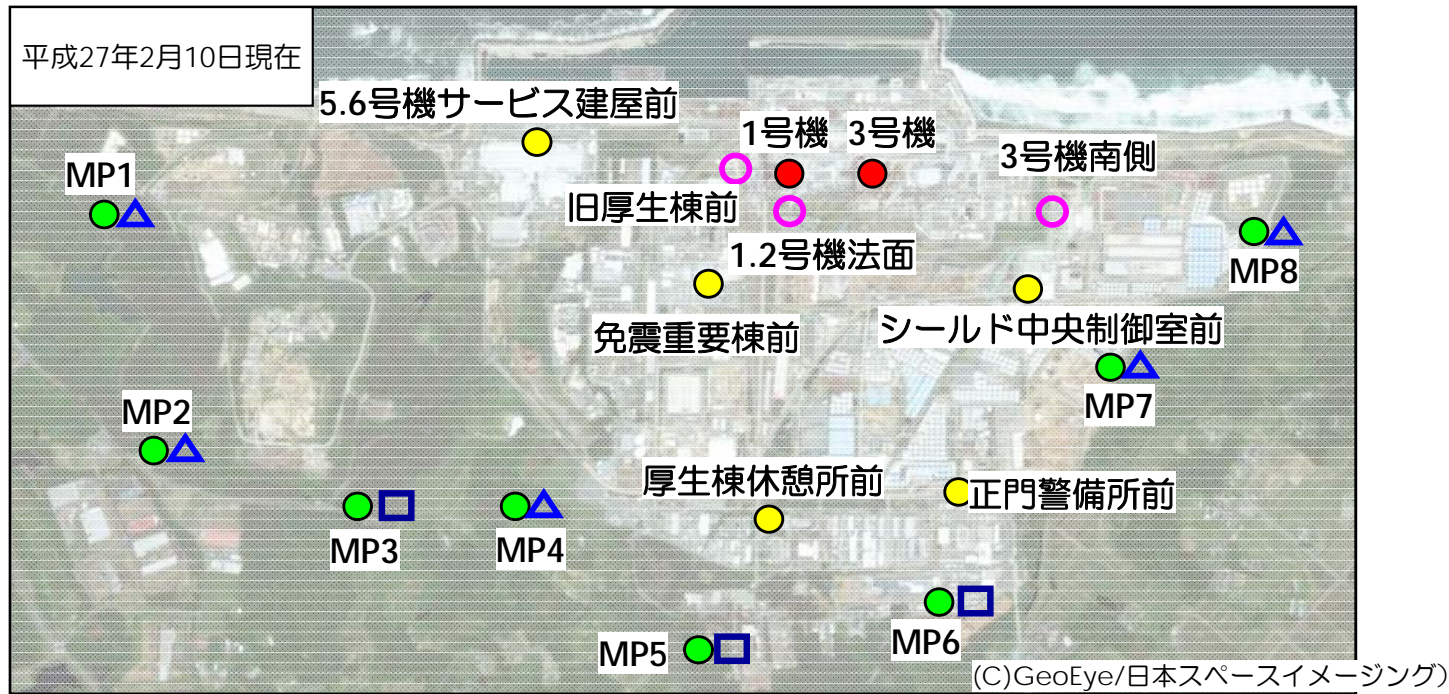 平成27年2月10日現在
5.6号機サービス建屋前
1号機
3号機
3号機南側
MP1
旧厚生棟前
1.2号機法面
MP8
免震重要棟前
シールド中央制御室前
MP7
MP2
厚生棟休憩所前
正門警備所前
MP3
MP4
MP6
MP5
(C)GeoEye/日本スペースイメージング）